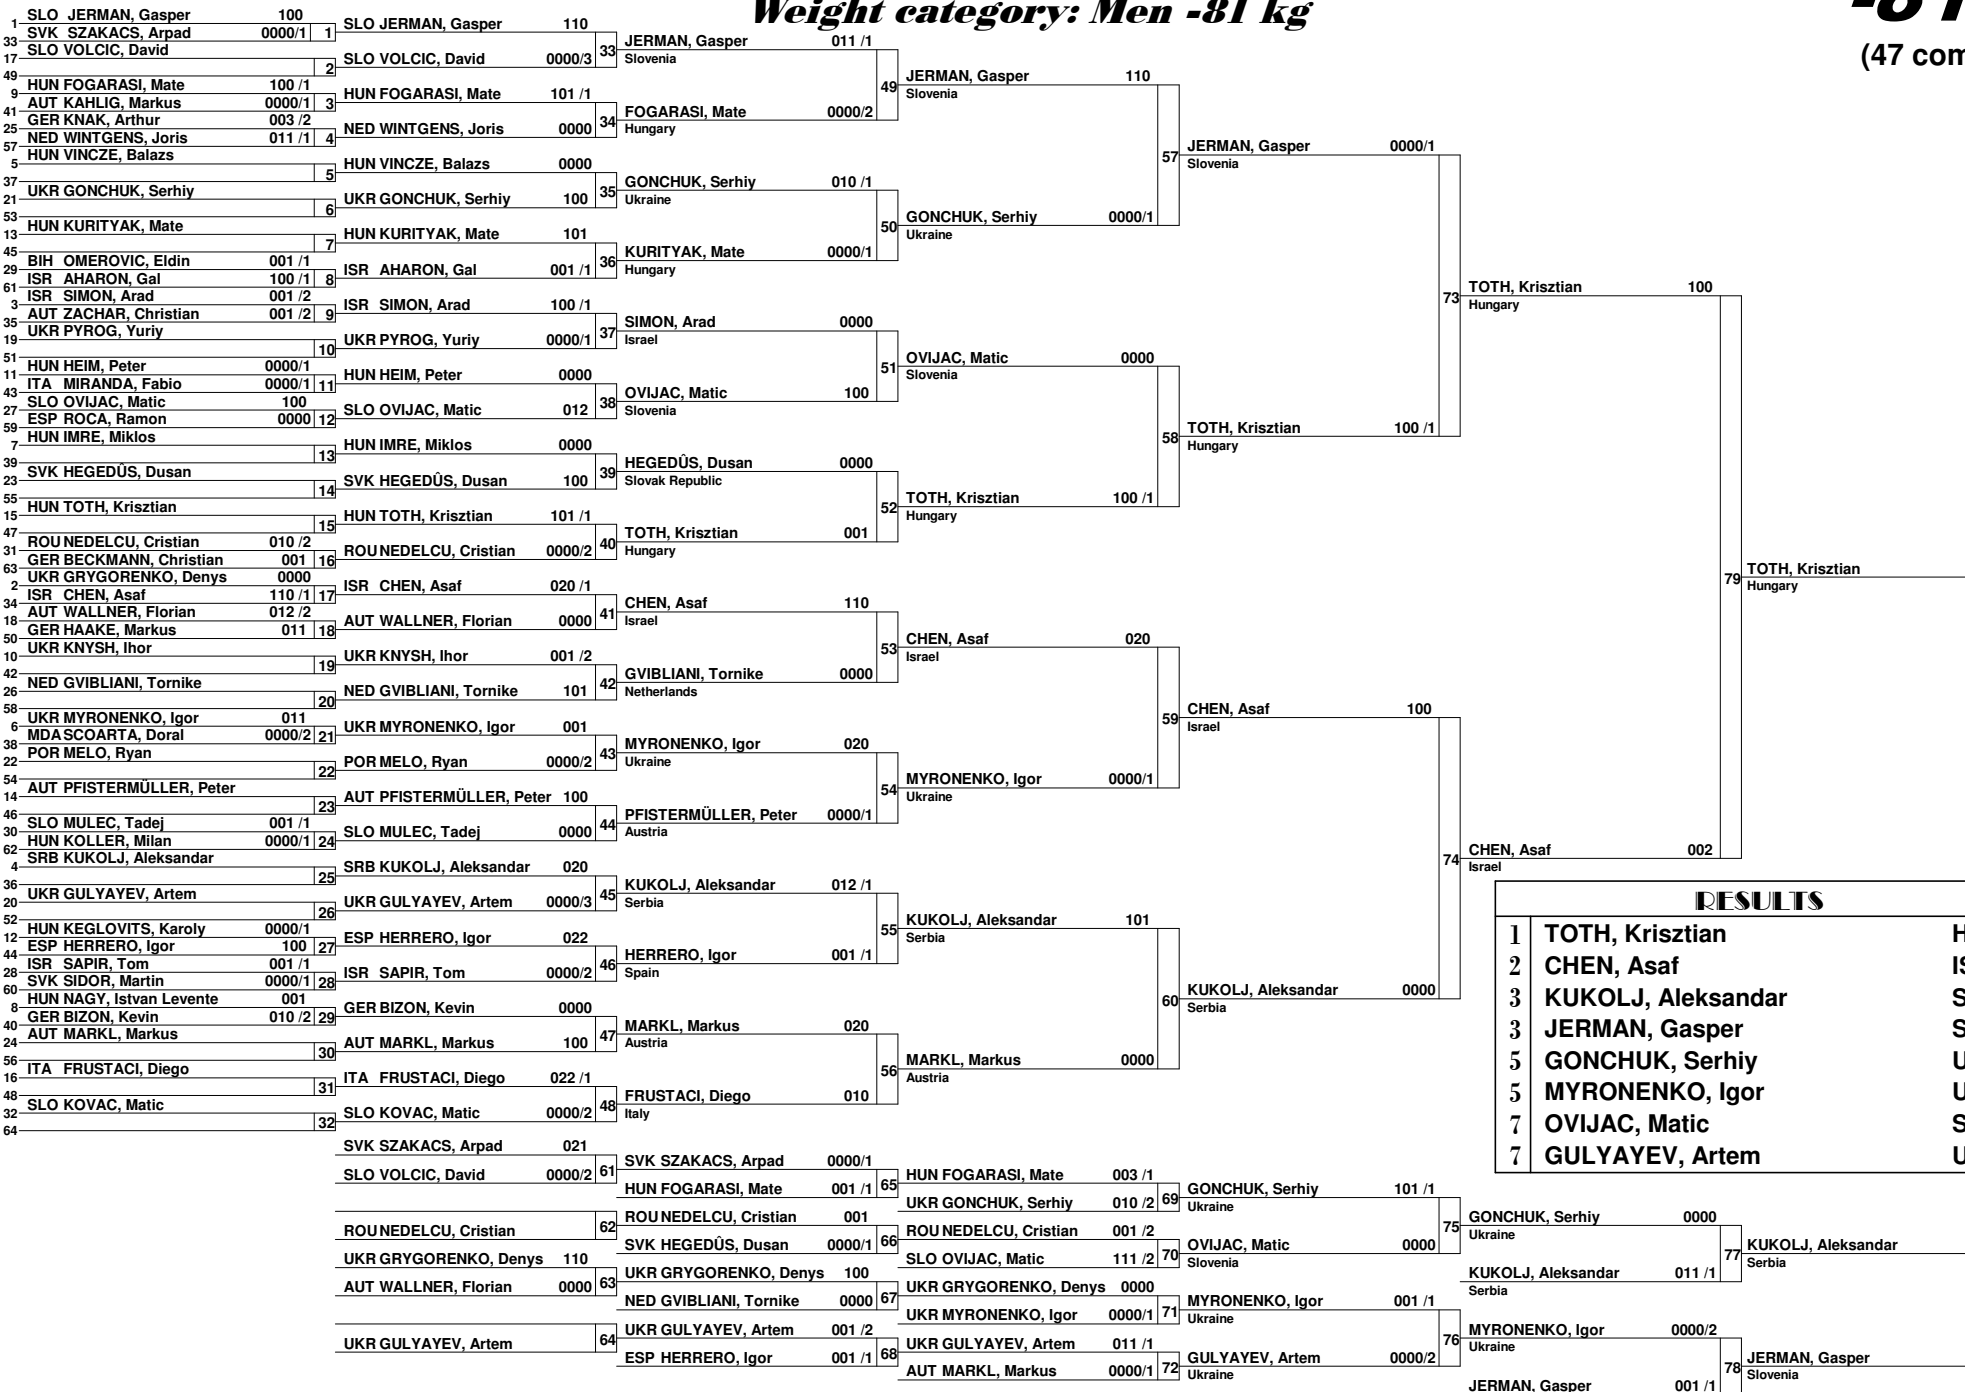 Weight category: Men -81 kg
(47 com
1 SLO JERMAN, Gasper 100
33 SVK SZAKACS, Arpad 0000/1 1
17 SLO VOLCIC, David
49 2
9 HUN FOGARASI, Mate 100 /1
41 AUT KAHLIG, Markus 0000/1 3
25 GER KNAK, Arthur 003 /2
57 NED WINTGENS, Joris 011 /1 4
5 HUN VINCZE, Balazs
37 5
21 UKR GONCHUK, Serhiy
53 6
13 HUN KURITYAK, Mate
45 7
29 BIH OMEROVIC, Eldin 001 /1
61 ISR AHARON, Gal 100 /1 8
3 ISR SIMON, Arad 001 /2
35 AUT ZACHAR, Christian 001 /2 9
19 UKR PYROG, Yuriy
51 10
11 HUN HEIM, Peter 0000/1
43 ITA MIRANDA, Fabio 0000/1 11
27 SLO OVIJAC, Matic 100
59 ESP ROCA, Ramon 0000 12
7 HUN IMRE, Miklos
39 13
23 SVK HEGEDÛS, Dusan
55 14
15 HUN TOTH, Krisztian
47 15
31 ROU NEDELCU, Cristian 010 /2
63 GER BECKMANN, Christian 001 16
2 UKR GRYGORENKO, Denys 0000
34 ISR CHEN, Asaf 110 /1 17
18 AUT WALLNER, Florian 012 /2
50 GER HAAKE, Markus 011 18
10 UKR KNYSH, Ihor
42 19
26 NED GVIBLIANI, Tornike
58 20
6 UKR MYRONENKO, Igor 011
38 MDA SCOARTA, Doral 0000/2 21
22 POR MELO, Ryan
54 22
14 AUT PFISTERMÜLLER, Peter
46 23
30 SLO MULEC, Tadej 001 /1
62 HUN KOLLER, Milan 0000/1 24
4 SRB KUKOLJ, Aleksandar
36 25
20 UKR GULYAYEV, Artem
52 26
12 HUN KEGLOVITS, Karoly 0000/1
44 ESP HERRERO, Igor 100 27
28 ISR SAPIR, Tom 001 /1
60 SVK SIDOR, Martin 0000/1 28
8 HUN NAGY, Istvan Levente 001
40 GER BIZON, Kevin 010 /2 29
24 AUT MARKL, Markus
56 30
16 ITA FRUSTACI, Diego
48 31
32 SLO KOVAC, Matic
64 32
SLO JERMAN, Gasper 110
SLO VOLCIC, David 0000/3 33
HUN FOGARASI, Mate 101 /1
NED WINTGENS, Joris 0000 34
HUN VINCZE, Balazs 0000
UKR GONCHUK, Serhiy 100 35
HUN KURITYAK, Mate 101
ISR AHARON, Gal 001 /1 36
ISR SIMON, Arad 100 /1
UKR PYROG, Yuriy 0000/1 37
HUN HEIM, Peter 0000
SLO OVIJAC, Matic 012 38
HUN IMRE, Miklos 0000
SVK HEGEDÛS, Dusan 100 39
HUN TOTH, Krisztian 101 /1
ROU NEDELCU, Cristian 0000/2 40
ISR CHEN, Asaf 020 /1
AUT WALLNER, Florian 0000 41
UKR KNYSH, Ihor 001 /2
NED GVIBLIANI, Tornike 101 42
UKR MYRONENKO, Igor 001
POR MELO, Ryan 0000/2 43
AUT PFISTERMÜLLER, Peter 100
SLO MULEC, Tadej 0000 44
SRB KUKOLJ, Aleksandar 020
UKR GULYAYEV, Artem 0000/3 45
ESP HERRERO, Igor 022
ISR SAPIR, Tom 0000/2 46
GER BIZON, Kevin 0000
AUT MARKL, Markus 100 47
ITA FRUSTACI, Diego 022 /1
SLO KOVAC, Matic 0000/2 48
JERMAN, Gasper 011 /1
Slovenia
49
FOGARASI, Mate 0000/2
Hungary
GONCHUK, Serhiy 010 /1
Ukraine
50
KURITYAK, Mate 0000/1
Hungary
SIMON, Arad 0000
Israel
51
OVIJAC, Matic 100
Slovenia
HEGEDÛS, Dusan 0000
Slovak Republic
52
TOTH, Krisztian 001
Hungary
CHEN, Asaf 110
Israel
53
GVIBLIANI, Tornike 0000
Netherlands
MYRONENKO, Igor 020
Ukraine
54
PFISTERMÜLLER, Peter 0000/1
Austria
KUKOLJ, Aleksandar 012 /1
Serbia
55
HERRERO, Igor 001 /1
Spain
MARKL, Markus 020
Austria
56
FRUSTACI, Diego 010
Italy
JERMAN, Gasper 110
Slovenia
57
GONCHUK, Serhiy 0000/1
Ukraine
OVIJAC, Matic 0000
Slovenia
58
TOTH, Krisztian 100 /1
Hungary
CHEN, Asaf 020
Israel
59
MYRONENKO, Igor 0000/1
Ukraine
KUKOLJ, Aleksandar 101
Serbia
60
MARKL, Markus 0000
Austria
JERMAN, Gasper 0000/1
Slovenia
73
TOTH, Krisztian 100 /1
Hungary
CHEN, Asaf 100
Israel
74
KUKOLJ, Aleksandar 0000
Serbia
TOTH, Krisztian 100
Hungary
79
CHEN, Asaf 002
Israel
TOTH, Krisztian
Hungary
RESULTS
1 TOTH, Krisztian H
2 CHEN, Asaf IS
3 KUKOLJ, Aleksandar S
3 JERMAN, Gasper S
5 GONCHUK, Serhiy U
5 MYRONENKO, Igor U
7 OVIJAC, Matic S
7 GULYAYEV, Artem U
SVK SZAKACS, Arpad 021
SLO VOLCIC, David 0000/2 61
ROU NEDELCU, Cristian 62
UKR GRYGORENKO, Denys 110
AUT WALLNER, Florian 0000 63
UKR GULYAYEV, Artem 64
SVK SZAKACS, Arpad 0000/1
HUN FOGARASI, Mate 001 /1 65
ROU NEDELCU, Cristian 001
SVK HEGEDÛS, Dusan 0000/1 66
UKR GRYGORENKO, Denys 100
NED GVIBLIANI, Tornike 0000 67
UKR GULYAYEV, Artem 001 /2
ESP HERRERO, Igor 001 /1 68
HUN FOGARASI, Mate 003 /1
UKR GONCHUK, Serhiy 010 /2 69
ROU NEDELCU, Cristian 001 /2
SLO OVIJAC, Matic 111 /2 70
UKR GRYGORENKO, Denys 0000
UKR MYRONENKO, Igor 0000/1 71
UKR GULYAYEV, Artem 011 /1
AUT MARKL, Markus 0000/1 72
GONCHUK, Serhiy 101 /1
Ukraine
75
OVIJAC, Matic 0000
Slovenia
MYRONENKO, Igor 001 /1
Ukraine
76
GULYAYEV, Artem 0000/2
Ukraine
GONCHUK, Serhiy 0000
Ukraine
77
KUKOLJ, Aleksandar 011 /1
Serbia
MYRONENKO, Igor 0000/2
Ukraine
78
JERMAN, Gasper 001 /1
KUKOLJ, Aleksandar
Serbia
JERMAN, Gasper
Slovenia